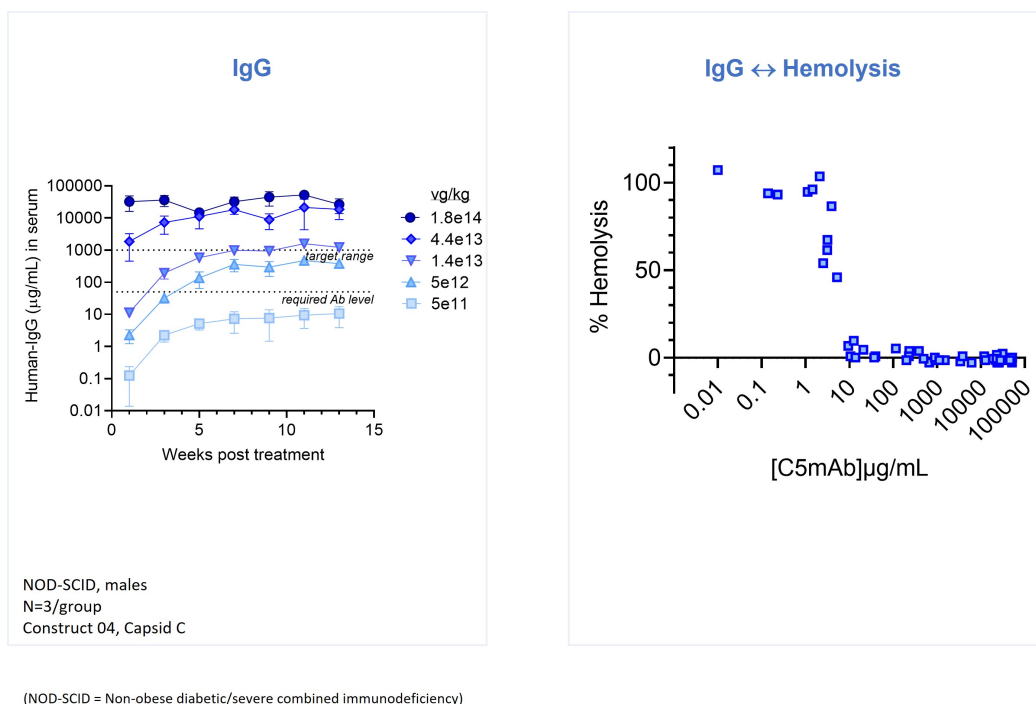 IgG
Human-IgG (µg/mL) in serum
100000
10000
1000
100
10
1
0.1
0.01
0
5
10
15
Weeks post treatment
target range
required Ab level
vg/kg
1.8e14
4.4e13
1.4e13
5e12
5e11
NOD-SCID, males
N=3/group
Construct 04, Capsid C
IgG ↔ Hemolysis
% Hemolysis
100
50
0
0.01
0.1
1
10
100
1000
10000
100000
[C5mAb]µg/mL
(NOD-SCID = Non-obese diabetic/severe combined immunodeficiency)